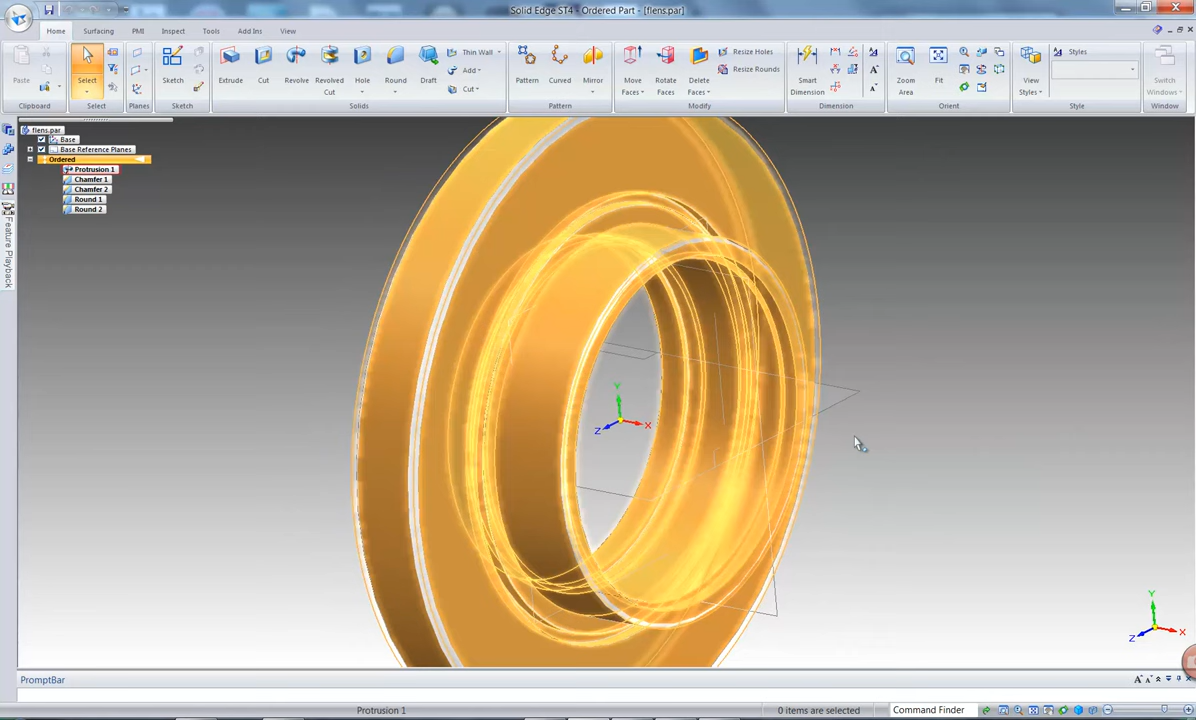 Solid Edge ST4 - Ordered Part - [flens.par]
Home Surfacing PMI Inspect Tools Add Ins View
Paste
Clipboard
Select
Select
Planes
Sketch
Sketch
Extrude
Cut
Revolve
Revolved
Cut
Hole
Round
Draft
Thin Wall
Add
Cut
Solids
Pattern
Curved
Mirror
Pattern
Move
Faces
Rotate
Faces
Delete
Faces
Resize Holes
Resize Rounds
Modify
Smart
Dimension
Dimension
Zoom
Area
Fit
Orient
View
Styles
Styles
Style
Switch
Windows
Window
flens.par
Base
Base Reference Planes
Ordered
Protrusion 1
Chamfer 1
Chamfer 2
Round 1
Round 2
Feature Playback
Y
Z
X
Y
Z
X
PromptBar
Protrusion 1
0 items are selected
Command Finder